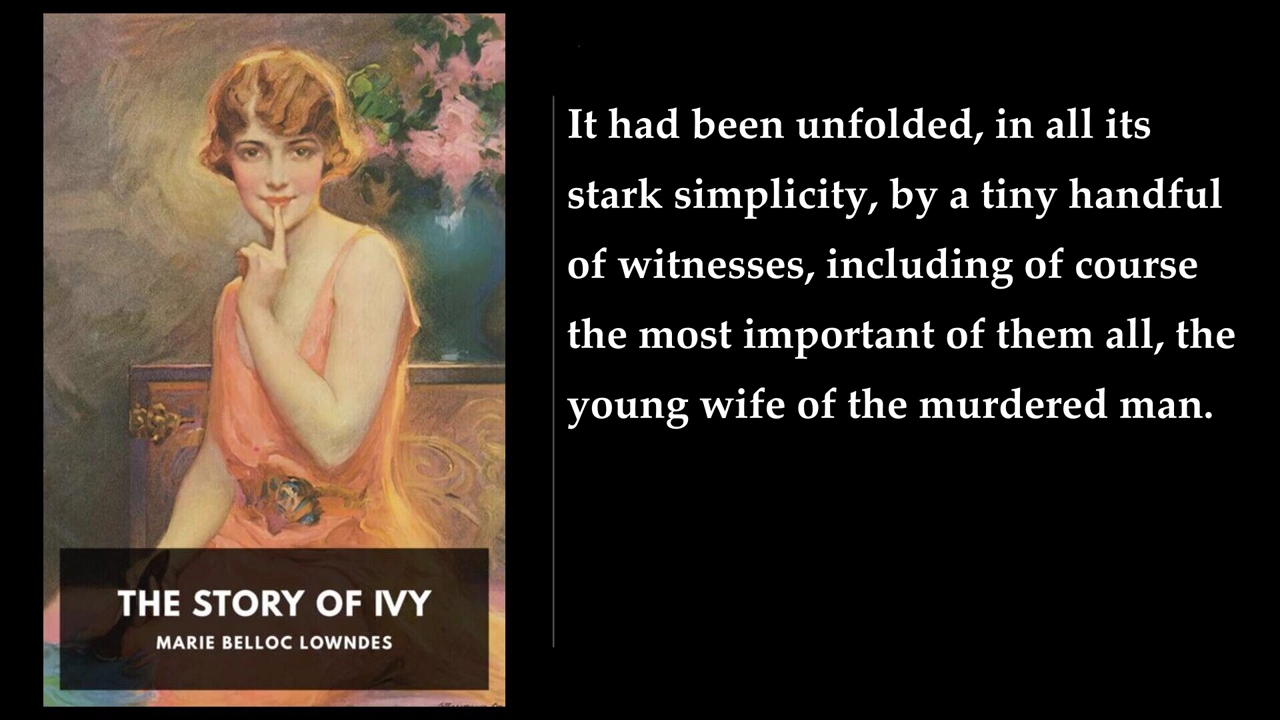 It had been unfolded, in all its
stark simplicity, by a tiny handful
of witnesses, including of course
the most important of them all, the
young wife of the murdered man.
THE STORY OF IVY
MARIE BELLOC LOWNDES